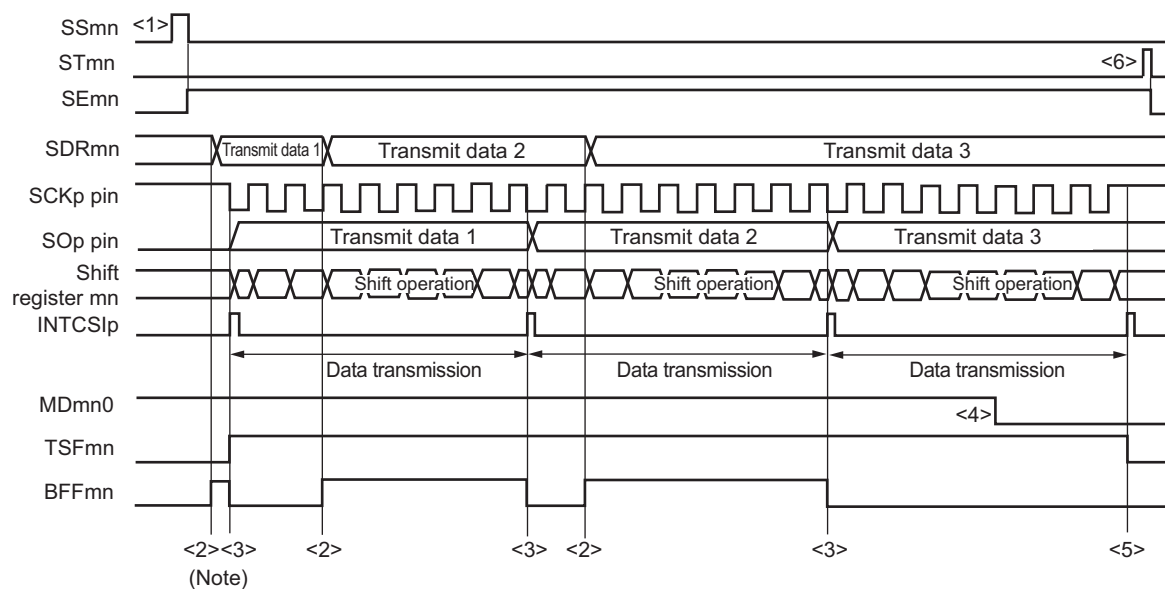 SSmn <1>
STmn <6>
SEmn
SDRmn Transmit data 1 Transmit data 2 Transmit data 3
SCKp pin
SOp pin Transmit data 1 Transmit data 2 Transmit data 3
Shift
register mn Shift operation Shift operation Shift operation
INTCSIp
Data transmission Data transmission Data transmission
MDmn0 <4>
TSFmn
BFFmn
<2> <3> <2> <3> <2> <3> <5>
(Note)